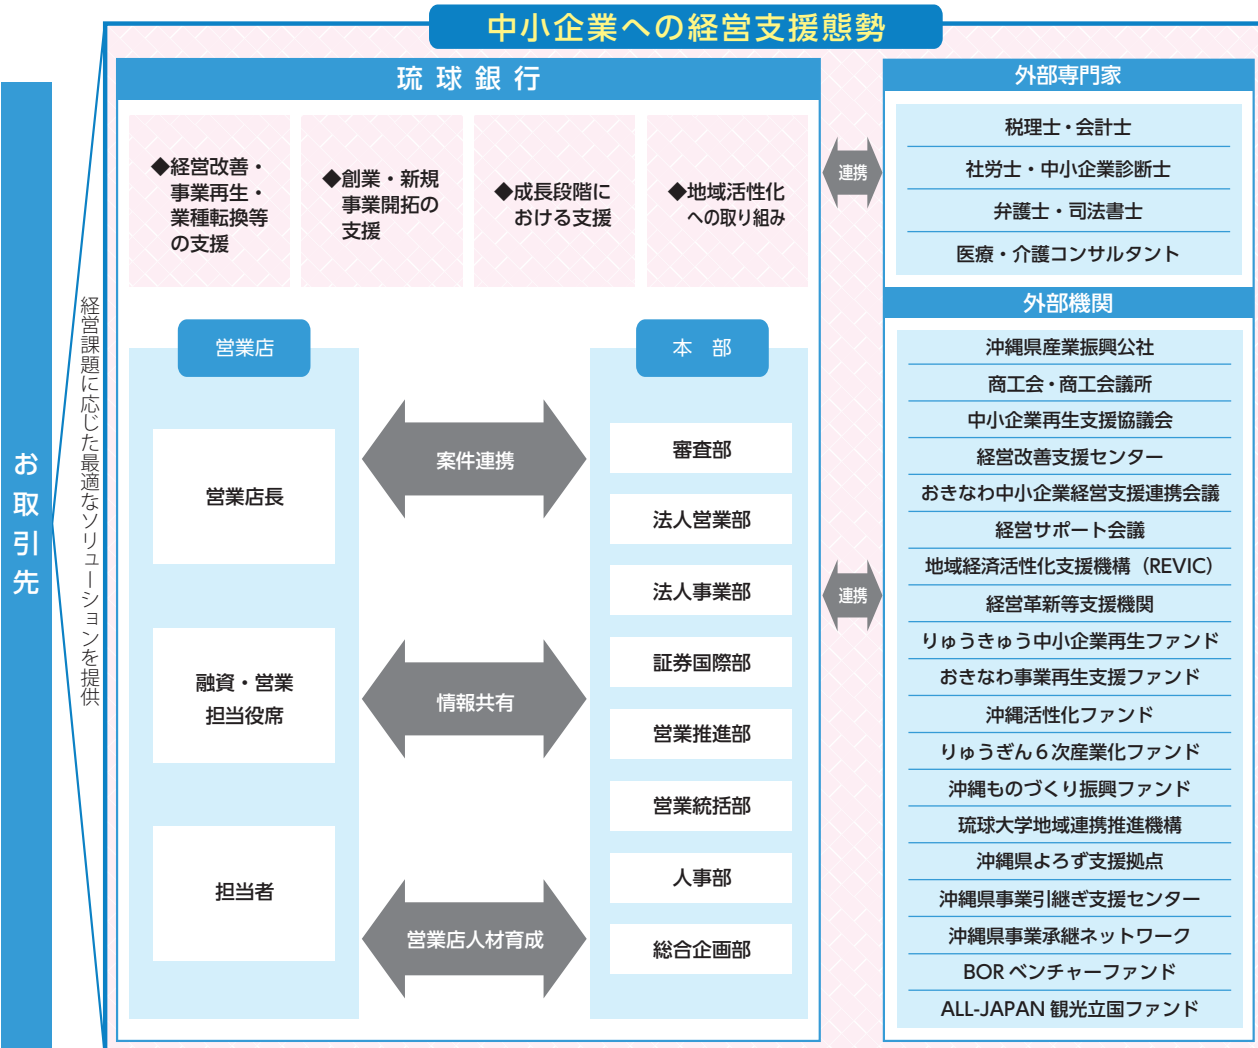 中小企業への経営支援態勢
お取引先
経営課題に応じた最適なソリューションを提供
琉球銀行
◆経営改善・
事業再生・
業種転換等
の支援
◆創業・新規
事業開拓の
支援
◆成長段階に
おける支援
◆地域活性化
への取り組み
営業店
営業店長
融資・営業
担当役席
担当者
案件連携
情報共有
営業店人材育成
本部
審査部
法人営業部
法人事業部
証券国際部
営業推進部
営業統括部
人事部
総合企画部
連携
連携
外部専門家
税理士・会計士
社労士・中小企業診断士
弁護士・司法書士
医療・介護コンサルタント
外部機関
沖縄県産業振興公社
商工会・商工会議所
中小企業再生支援協議会
経営改善支援センター
おきなわ中小企業経営支援連携会議
経営サポート会議
地域経済活性化支援機構（REVIC）
経営革新等支援機関
りゅうきゅう中小企業再生ファンド
おきなわ事業再生支援ファンド
沖縄活性化ファンド
りゅうぎん６次産業化ファンド
沖縄ものづくり振興ファンド
琉球大学地域連携推進機構
沖縄県よろず支援拠点
沖縄県事業引継ぎ支援センター
沖縄県事業承継ネットワーク
BOR ベンチャーファンド
ALL-JAPAN 観光立国ファンド